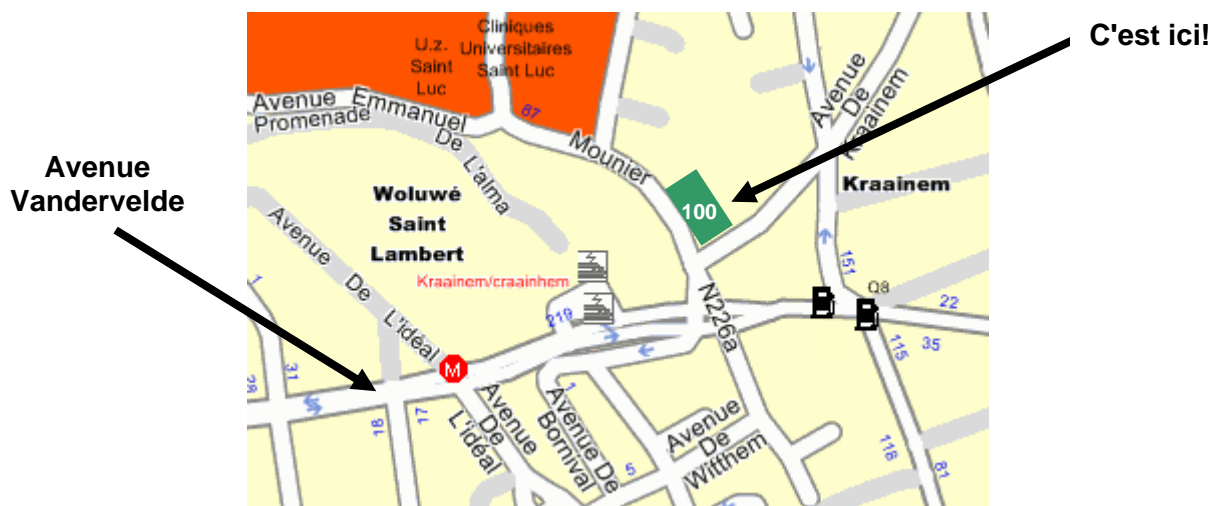 C'est ici!
Cliniques
U.z. Universitaires
Saint Saint Luc
Luc
87
Avenue Emmanuel Mounier
Promenade De L'alma
Avenue De Kraainem
Avenue
Vandervelde
Woluwé
Saint
Lambert
Kraainem
100
Kraainem/craainhem
Avenue De L'idéal
151
Q8
22
35
115
219
N226a
1
31
29
M
18
17
1
Avenue De L'idéal
Avenue De Bornival
5
Avenue De Witthem
118
81